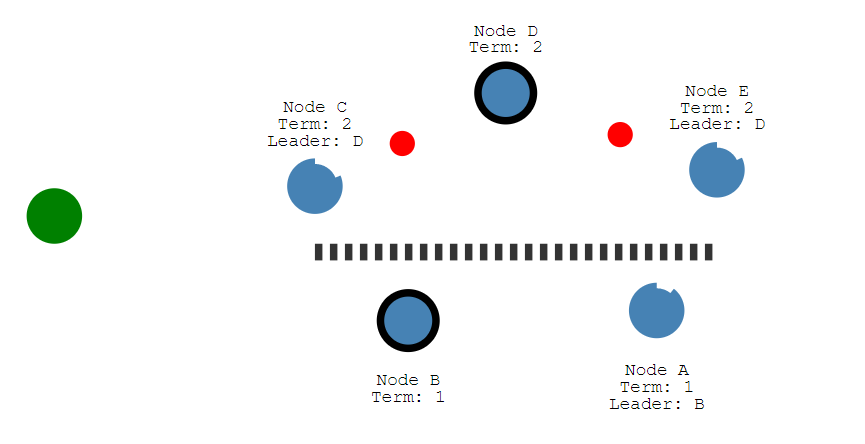 Node D
Term: 2
Node C
Term: 2
Leader: D
Node E
Term: 2
Leader: D
Node B
Term: 1
Node A
Term: 1
Leader: B